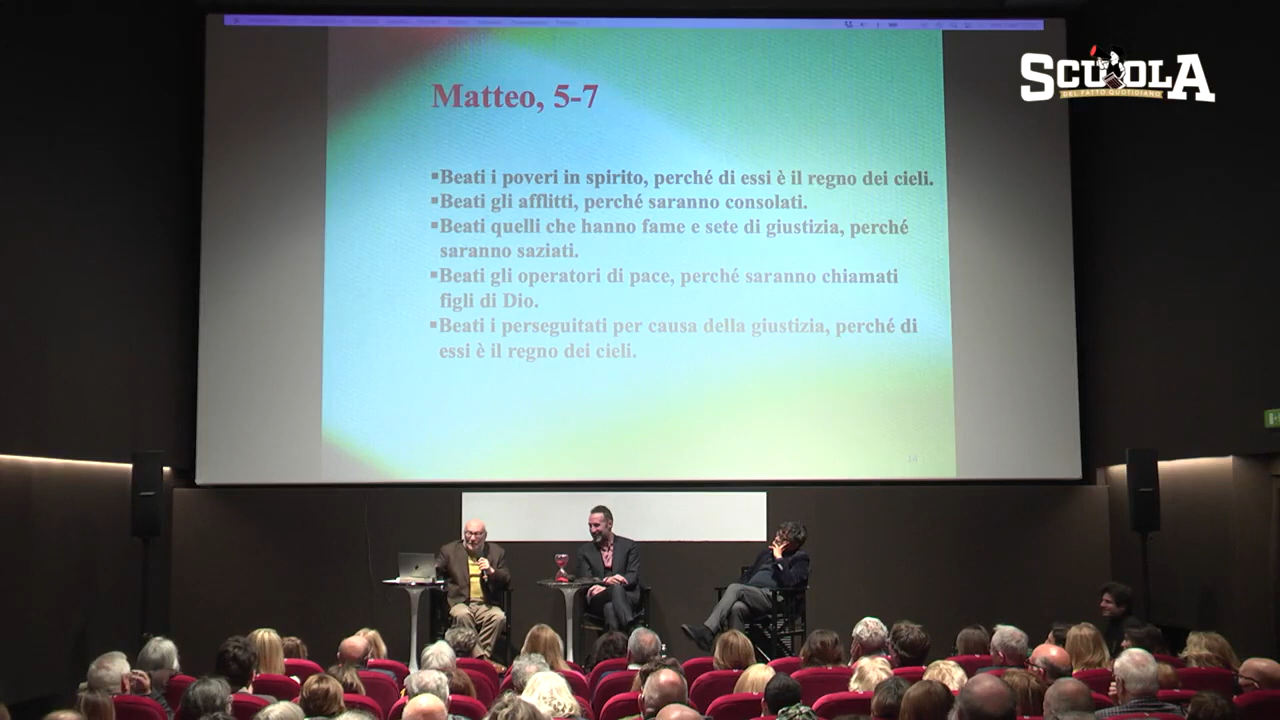 SCUOLA
DEL FATTO QUOTIDIANO
Matteo, 5-7
▪Beati i poveri in spirito, perché di essi è il regno dei cieli.
▪Beati gli afflitti, perché saranno consolati.
▪Beati quelli che hanno fame e sete di giustizia, perché
saranno saziati.
▪Beati gli operatori di pace, perché saranno chiamati
figli di Dio.
▪Beati i perseguitati per causa della giustizia, perché di
essi è il regno dei cieli.